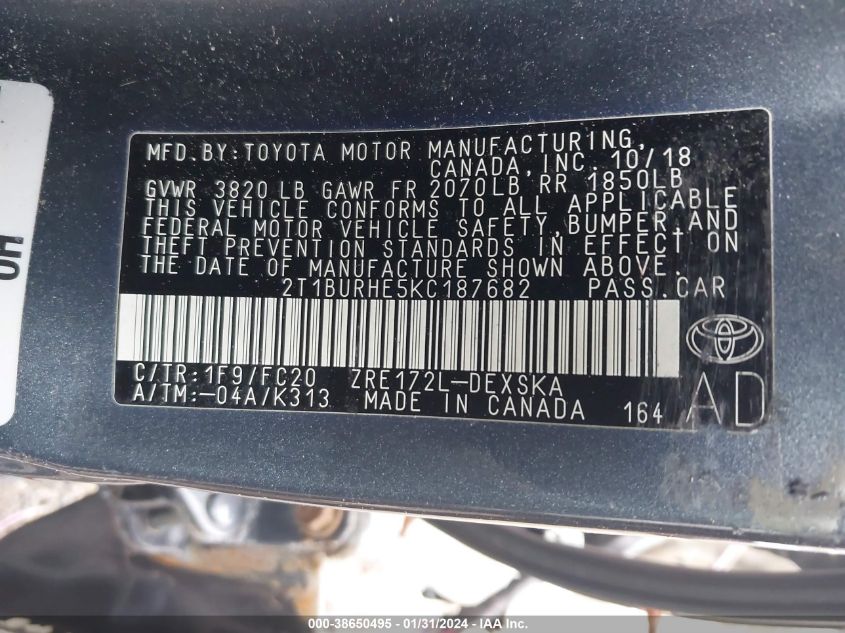 MFD.BY:TOYOTA MOTOR MANUFACTURING,
CANADA,INC. 10/18
GVWR 3820 LB GAWR FR 2070LB RR 1850LB
THIS VEHICLE CONFORMS TO ALL APPLICABLE
FEDERAL MOTOR VEHICLE SAFETY,BUMPER,AND
THEFT PREVENTION STANDARDS IN EFFECT ON
THE DATE OF MANUFACTURE SHOWN ABOVE.
2T1BURHE5KC187682 PASS.CAR
C/TR:1F9/FC20 ZRE172L-DEXSKA
A/TM:-04A/K313 MADE IN CANADA 164 AD
000-38650495 - 01/31/2024 - IAA Inc.